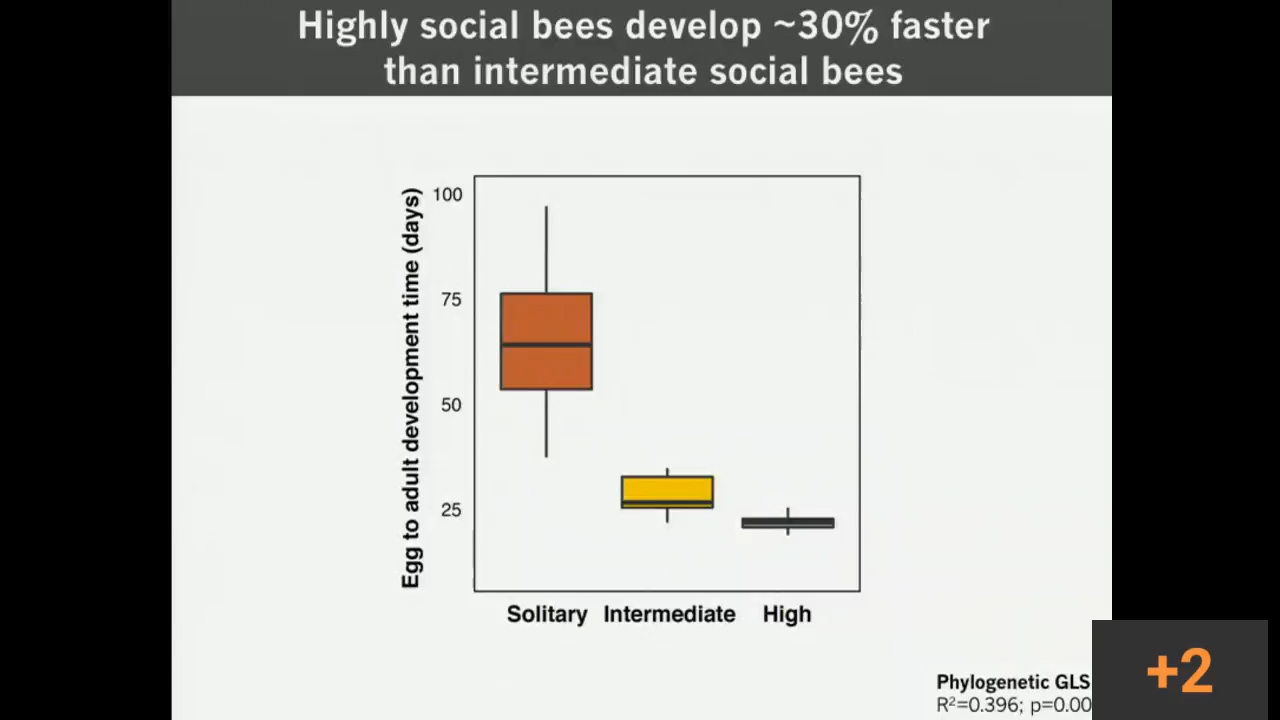 Highly social bees develop ~30% faster
than intermediate social bees
Egg to adult development time (days)
100
75
50
25
Solitary Intermediate High
Phylogenetic GLS
R²=0.396; p=0.00
+2